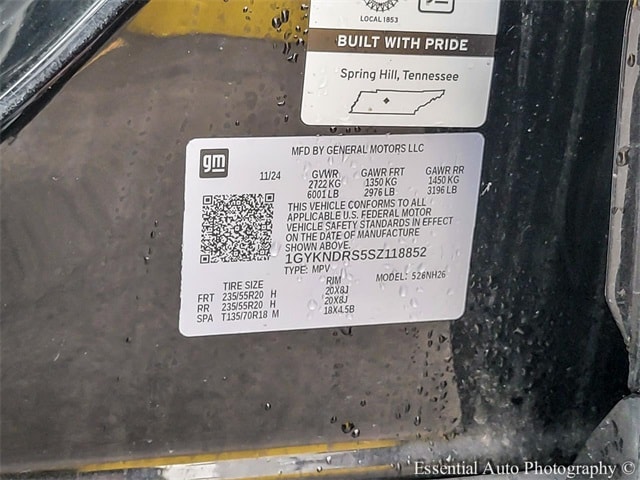 LOCAL 1853
BUILT WITH PRIDE
Spring Hill, Tennessee
gm
MFD BY GENERAL MOTORS LLC
11/24 GVWR GAWR FRT GAWR RR
2722 KG 1350 KG 1450 KG
6001 LB 2976 LB 3196 LB
THIS VEHICLE CONFORMS TO ALL
APPLICABLE U.S. FEDERAL MOTOR
VEHICLE SAFETY STANDARDS IN EFFECT
ON THE DATE OF MANUFACTURE
SHOWN ABOVE.
1GYKNDRS5SZ118852
TYPE: MPV MODEL: 526NH26
TIRE SIZE RIM
FRT 235/55R20 H 20X8J
RR 235/55R20 H 20X8J
SPA T135/70R18 M 18X4.5B
Essential Auto Photography ©